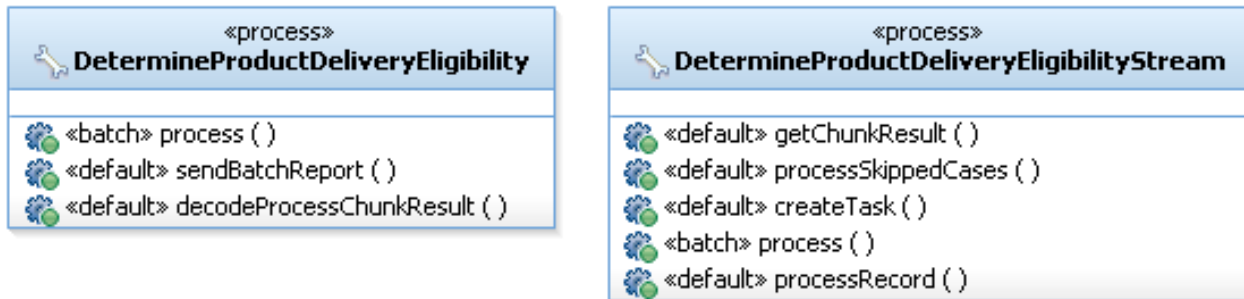 «process»
DetermineProductDeliveryEligibility
«batch» process ( )
«default» sendBatchReport ( )
«default» decodeProcessChunkResult ( )
«process»
DetermineProductDeliveryEligibilityStream
«default» getChunkResult ( )
«default» processSkippedCases ( )
«default» createTask ( )
«batch» process ( )
«default» processRecord ( )